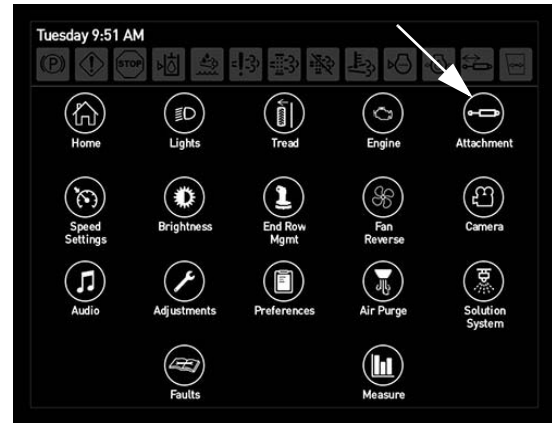 Tuesday 9:51 AM
P
STOP
Home
Lights
Tread
Engine
Attachment
Speed
Settings
Brightness
End Row
Mgmt
Fan
Reverse
Camera
Audio
Adjustments
Preferences
Air Purge
Solution
System
Faults
Measure